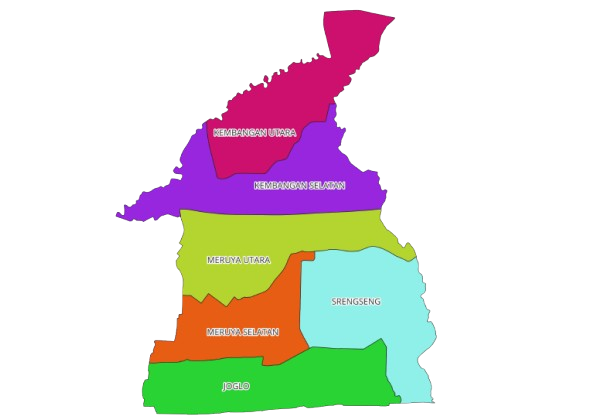 KEMBANGAN UTARA
KEMBANGAN SELATAN
MERUYA UTARA
SRENGSENG
MERUYA SELATAN
JOGLO